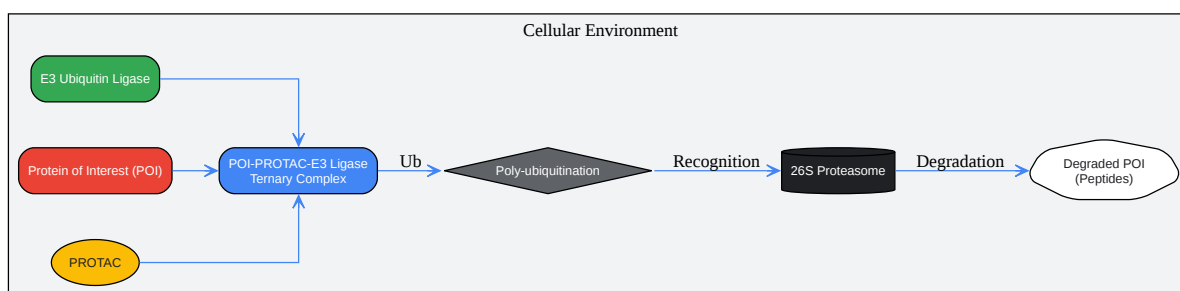 Cellular Environment
E3 Ubiquitin Ligase
Protein of Interest (POI)
POI-PROTAC-E3 Ligase
Ternary Complex
Ub
Poly-ubiquitination
Recognition
26S Proteasome
Degradation
Degraded POI
(Peptides)
PROTAC